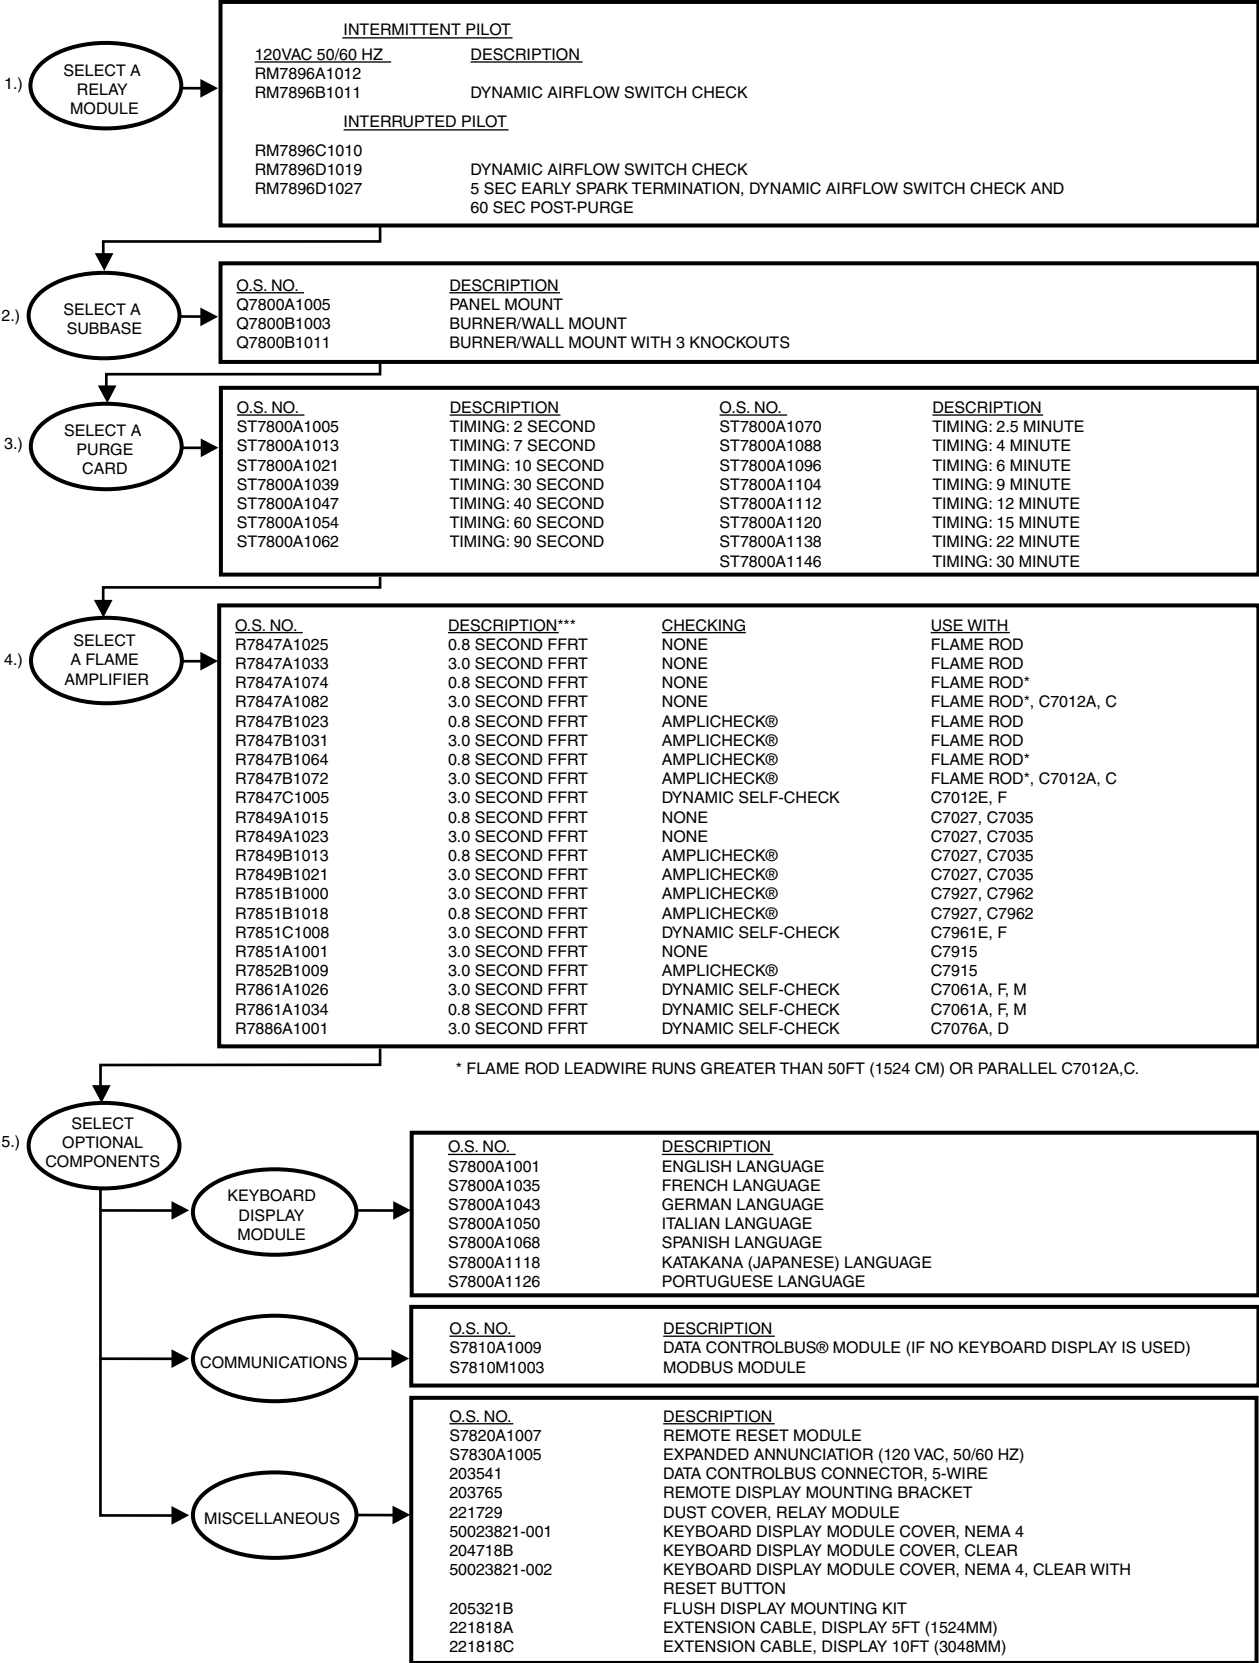 1.)
SELECT A
RELAY
MODULE
INTERMITTENT PILOT
120VAC 50/60 HZ DESCRIPTION
RM7896A1012
RM7896B1011 DYNAMIC AIRFLOW SWITCH CHECK
INTERRUPTED PILOT
RM7896C1010
RM7896D1019 DYNAMIC AIRFLOW SWITCH CHECK
RM7896D1027 5 SEC EARLY SPARK TERMINATION, DYNAMIC AIRFLOW SWITCH CHECK AND
60 SEC POST-PURGE
2.)
SELECT A
SUBBASE
O.S. NO. DESCRIPTION
Q7800A1005 PANEL MOUNT
Q7800B1003 BURNER/WALL MOUNT
Q7800B1011 BURNER/WALL MOUNT WITH 3 KNOCKOUTS
3.)
SELECT A
PURGE
CARD
O.S. NO. DESCRIPTION O.S. NO. DESCRIPTION
ST7800A1005 TIMING: 2 SECOND ST7800A1070 TIMING: 2.5 MINUTE
ST7800A1013 TIMING: 7 SECOND ST7800A1088 TIMING: 4 MINUTE
ST7800A1021 TIMING: 10 SECOND ST7800A1096 TIMING: 6 MINUTE
ST7800A1039 TIMING: 30 SECOND ST7800A1104 TIMING: 9 MINUTE
ST7800A1047 TIMING: 40 SECOND ST7800A1112 TIMING: 12 MINUTE
ST7800A1054 TIMING: 60 SECOND ST7800A1120 TIMING: 15 MINUTE
ST7800A1062 TIMING: 90 SECOND ST7800A1138 TIMING: 22 MINUTE
ST7800A1146 TIMING: 30 MINUTE
4.)
SELECT
A FLAME
AMPLIFIER
O.S. NO. DESCRIPTION*** CHECKING USE WITH
R7847A1025 0.8 SECOND FFRT NONE FLAME ROD
R7847A1033 3.0 SECOND FFRT NONE FLAME ROD
R7847A1074 0.8 SECOND FFRT NONE FLAME ROD*
R7847A1082 3.0 SECOND FFRT NONE FLAME ROD*, C7012A, C
R7847B1023 0.8 SECOND FFRT AMPLICHECK® FLAME ROD
R7847B1031 3.0 SECOND FFRT AMPLICHECK® FLAME ROD
R7847B1064 0.8 SECOND FFRT AMPLICHECK® FLAME ROD*
R7847B1072 3.0 SECOND FFRT AMPLICHECK® FLAME ROD*, C7012A, C
R7847C1005 3.0 SECOND FFRT DYNAMIC SELF-CHECK C7012E, F
R7849A1015 0.8 SECOND FFRT NONE C7027, C7035
R7849A1023 3.0 SECOND FFRT NONE C7027, C7035
R7849B1013 0.8 SECOND FFRT AMPLICHECK® C7027, C7035
R7849B1021 3.0 SECOND FFRT AMPLICHECK® C7027, C7035
R7851B1000 3.0 SECOND FFRT AMPLICHECK® C7927, C7962
R7851B1018 0.8 SECOND FFRT AMPLICHECK® C7927, C7962
R7851C1008 3.0 SECOND FFRT DYNAMIC SELF-CHECK C7961E, F
R7851A1001 3.0 SECOND FFRT NONE C7915
R7852B1009 3.0 SECOND FFRT AMPLICHECK® C7915
R7861A1026 3.0 SECOND FFRT DYNAMIC SELF-CHECK C7061A, F, M
R7861A1034 0.8 SECOND FFRT DYNAMIC SELF-CHECK C7061A, F, M
R7886A1001 3.0 SECOND FFRT DYNAMIC SELF-CHECK C7076A, D
* FLAME ROD LEADWIRE RUNS GREATER THAN 50FT (1524 CM) OR PARALLEL C7012A,C.
5.)
SELECT
OPTIONAL
COMPONENTS
KEYBOARD
DISPLAY
MODULE
O.S. NO. DESCRIPTION
S7800A1001 ENGLISH LANGUAGE
S7800A1035 FRENCH LANGUAGE
S7800A1043 GERMAN LANGUAGE
S7800A1050 ITALIAN LANGUAGE
S7800A1068 SPANISH LANGUAGE
S7800A1118 KATAKANA (JAPANESE) LANGUAGE
S7800A1126 PORTUGUESE LANGUAGE
COMMUNICATIONS
O.S. NO. DESCRIPTION
S7810A1009 DATA CONTROLBUS® MODULE (IF NO KEYBOARD DISPLAY IS USED)
S7810M1003 MODBUS MODULE
MISCELLANEOUS
O.S. NO. DESCRIPTION
S7820A1007 REMOTE RESET MODULE
S7830A1005 EXPANDED ANNUNCIATIOR (120 VAC, 50/60 HZ)
203541 DATA CONTROLBUS CONNECTOR, 5-WIRE
203765 REMOTE DISPLAY MOUNTING BRACKET
221729 DUST COVER, RELAY MODULE
50023821-001 KEYBOARD DISPLAY MODULE COVER, NEMA 4
204718B KEYBOARD DISPLAY MODULE COVER, CLEAR
50023821-002 KEYBOARD DISPLAY MODULE COVER, NEMA 4, CLEAR WITH
RESET BUTTON
205321B FLUSH DISPLAY MOUNTING KIT
221818A EXTENSION CABLE, DISPLAY 5FT (1524MM)
221818C EXTENSION CABLE, DISPLAY 10FT (3048MM)